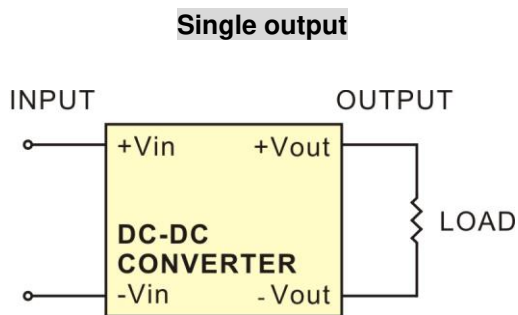 Single output
INPUT
OUTPUT
+Vin
+Vout
DC-DC
CONVERTER
LOAD
-Vin
-Vout